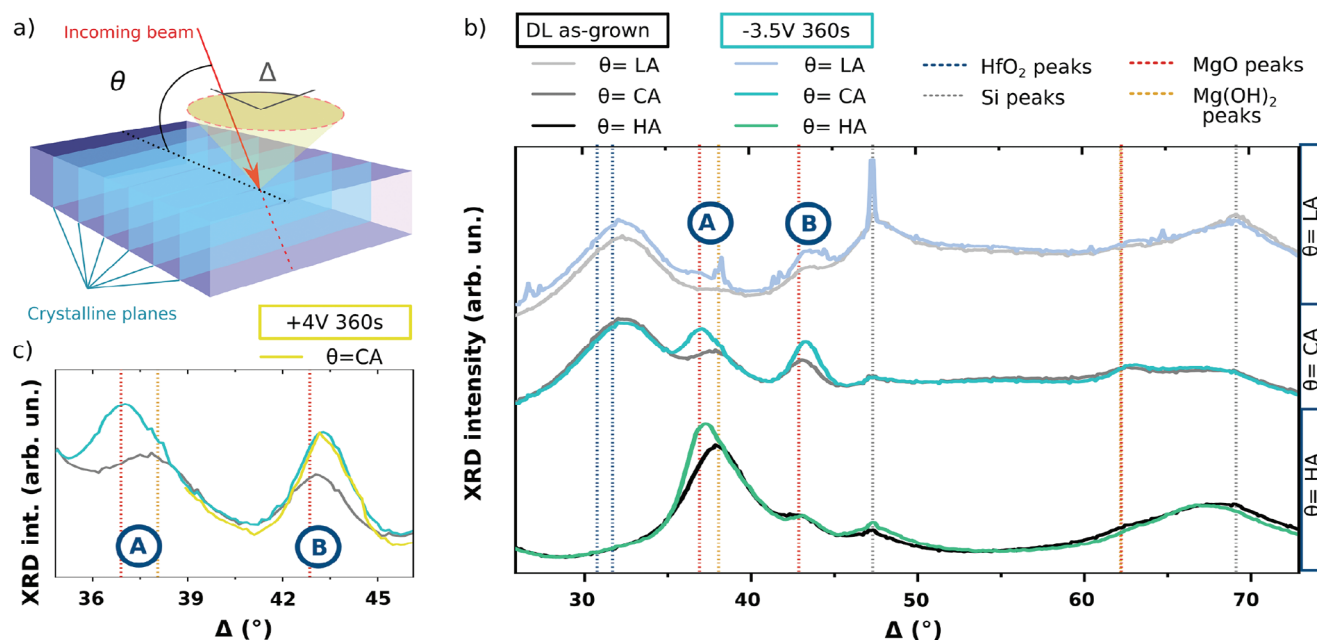 a)
Incoming beam
θ
Δ
Crystalline planes
b)
DL as-grown
-3.5V 360s
θ= LA
θ= LA
θ= CA
θ= CA
θ= HA
θ= HA
HfO₂ peaks
MgO peaks
Si peaks
Mg(OH)₂
peaks
XRD intensity (arb. un.)
A
B
θ= LA
θ= CA
θ= HA
30
40
50
60
70
Δ (°)
+4V 360s
θ=CA
c)
XRD int. (arb. un.)
A
B
36
39
42
45
Δ (°)